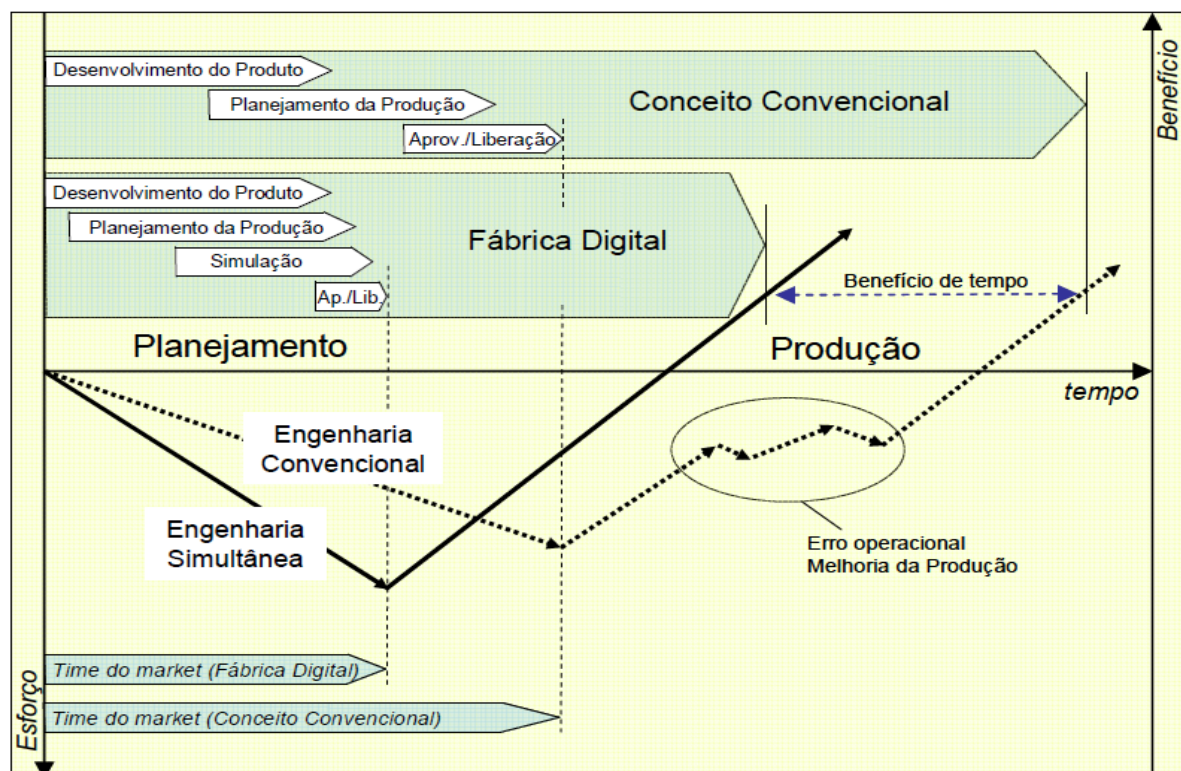 Benefício
Desenvolvimento do Produto
Planejamento da Produção
Conceito Convencional
Aprov./Liberação
Desenvolvimento do Produto
Planejamento da Produção
Fábrica Digital
Simulação
Ap./Lib.
Benefício de tempo
Planejamento
Produção
tempo
Engenharia
Convencional
Engenharia
Simultânea
Erro operacional
Melhoria da Produção
Time do market (Fábrica Digital)
Time do market (Conceito Convencional)
Esforço